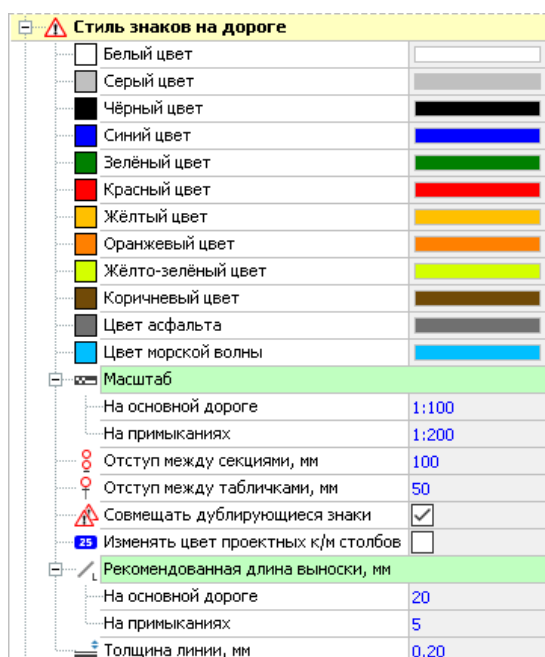 Стиль знаков на дороге
Белый цвет
Серый цвет
Чёрный цвет
Синий цвет
Зелёный цвет
Красный цвет
Жёлтый цвет
Оранжевый цвет
Жёлто-зелёный цвет
Коричневый цвет
Цвет асфальта
Цвет морской волны
Масштаб
На основной дороге 1:100
На примыканиях 1:200
Отступ между секциями, мм 100
Отступ между табличками, мм 50
Совмещать дублирующиеся знаки
25 Изменять цвет проектных к/м столбов
L Рекомендованная длина выноски, мм
На основной дороге 20
На примыканиях 5
Толщина линии, мм 0.20